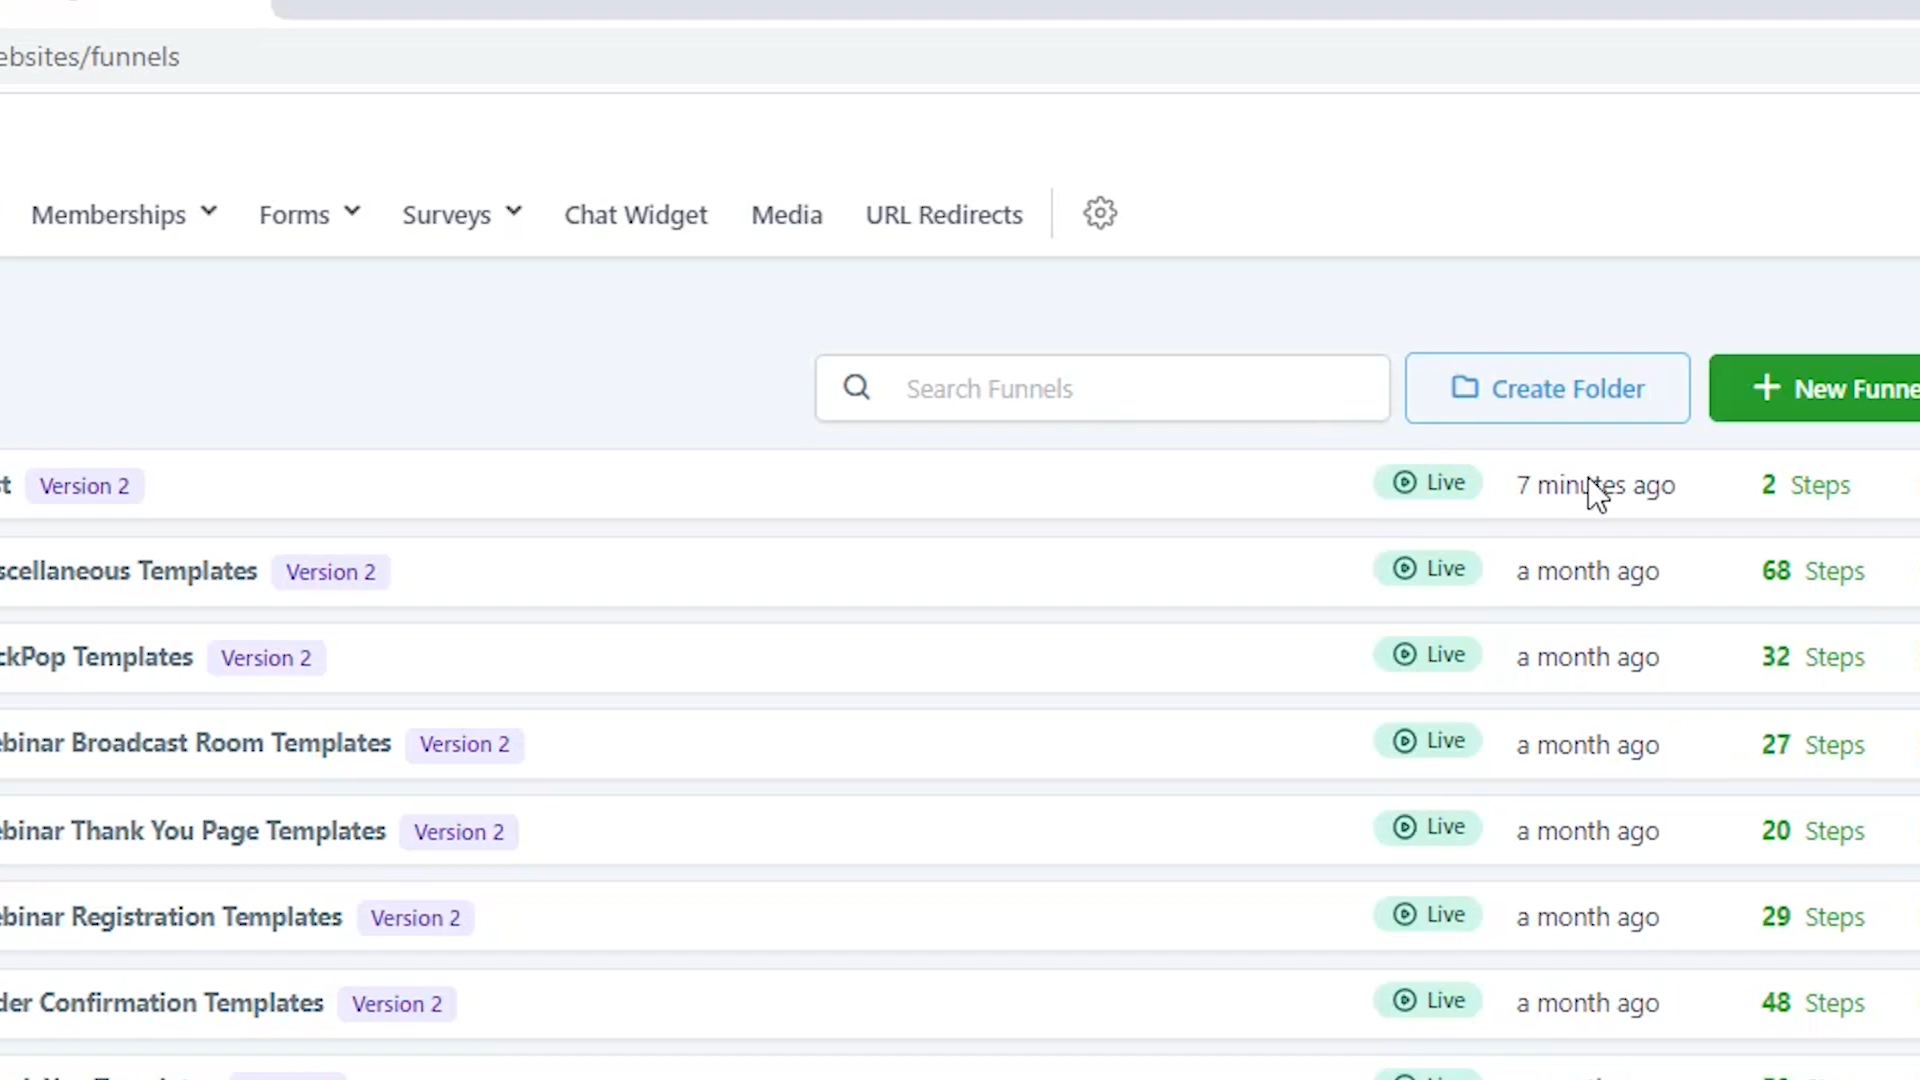 ebsites/funnels
Memberships Forms Surveys Chat Widget Media URL Redirects
Search Funnels Create Folder + New Funne
t Version 2 Live 7 minutes ago 2 Steps
scellaneous Templates Version 2 Live a month ago 68 Steps
ckPop Templates Version 2 Live a month ago 32 Steps
ebinar Broadcast Room Templates Version 2 Live a month ago 27 Steps
ebinar Thank You Page Templates Version 2 Live a month ago 20 Steps
ebinar Registration Templates Version 2 Live a month ago 29 Steps
der Confirmation Templates Version 2 Live a month ago 48 Steps